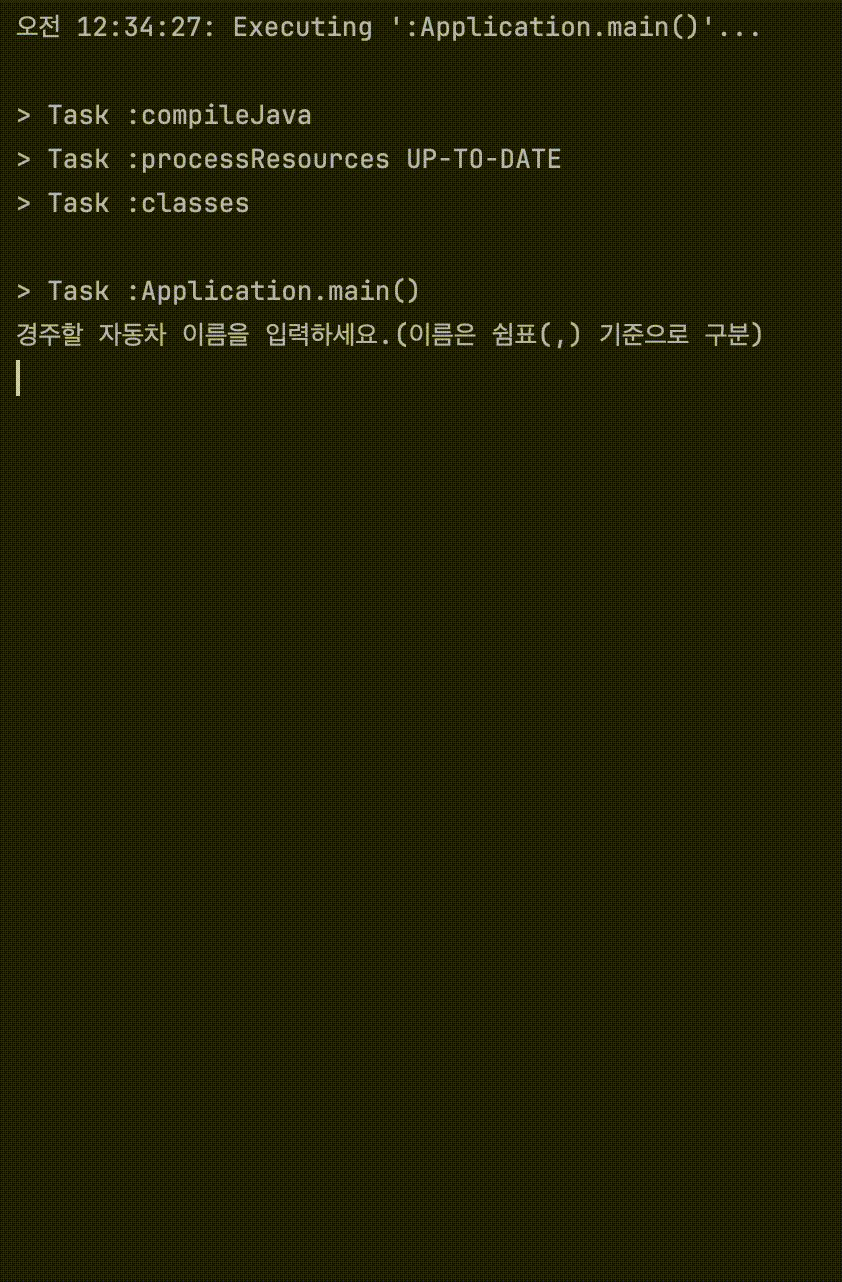 오전 12:34:27: Executing ':Application.main()'...
> Task :compileJava
> Task :processResources UP-TO-DATE
> Task :classes
> Task :Application.main()
경주할 자동차 이름을 입력하세요.(이름은 쉼표(,) 기준으로 구분)